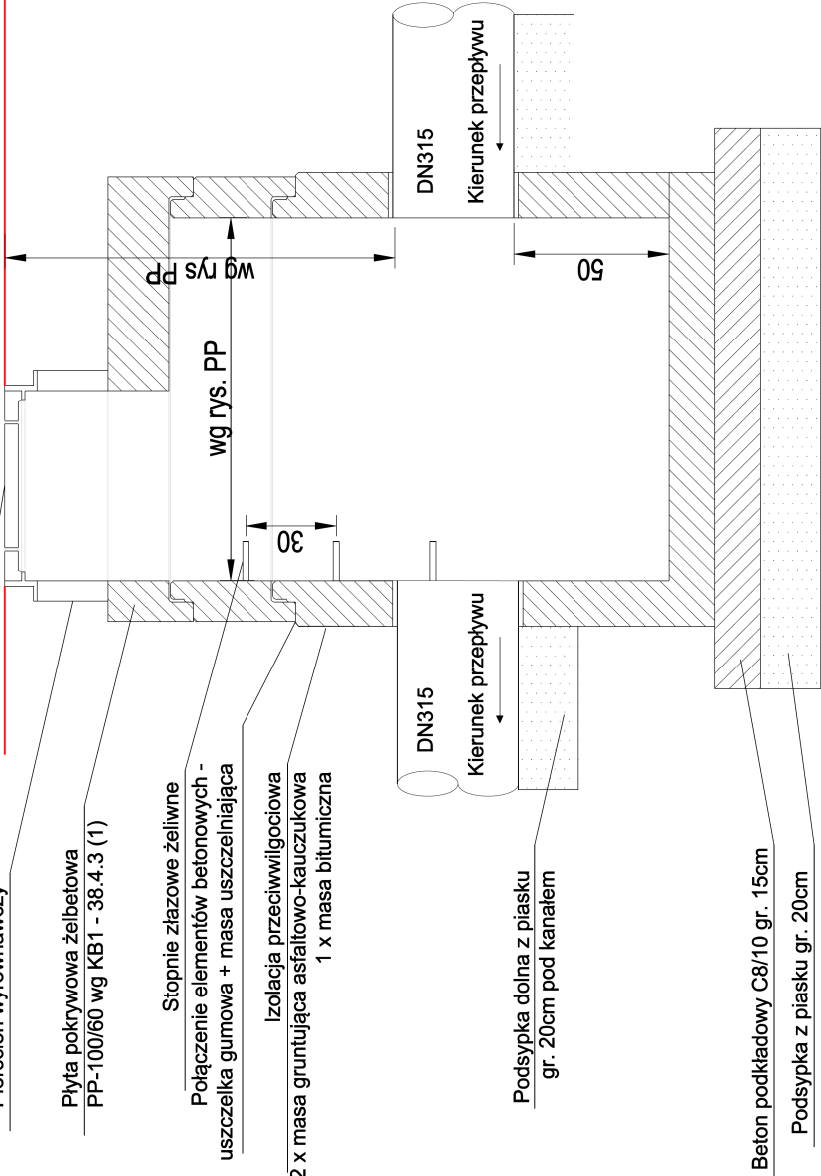 wyrównawczy
Płyta pokrywowa żelbetowa
PP-100/60 wg KB1 - 38.4.3 (1)
Stopnie złazowe żeliwne
Połączenie elementów betonowych -
uszczelka gumowa + masa uszczelniająca
Izolacja przeciwwilgociowa
2 x masa gruntująca asfaltowo-kauczukowa
1 x masa bitumiczna
Podsypka dolna z piasku
gr. 20cm pod kanałem
Beton podkładowy C8/10 gr. 15cm
Podsypka z piasku gr. 20cm
wg rys PP
wg rys. PP
30
50
DN315
Kierunek przepływu
DN315
Kierunek przepływu